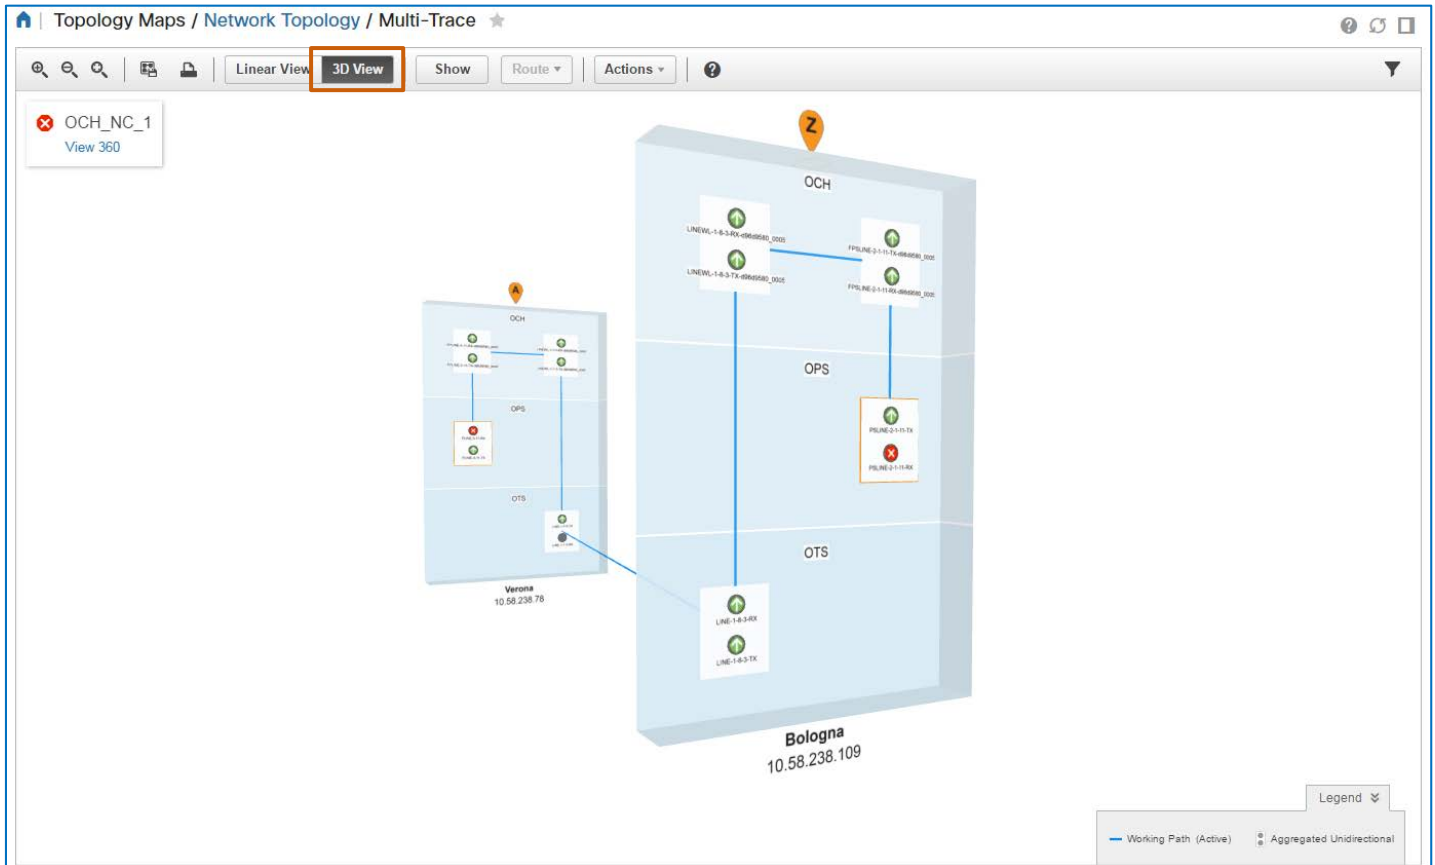 Topology Maps / Network Topology / Multi-Trace
Linear View
3D View
Show
Route
Actions
OCH_NC_1
View 360
Z
OCH
LINEWL-1-8-3-RX-d96d9580_0005
LINEWL-1-8-3-TX-d96d9580_0005
FPSLINE-2-1-11-TX-d96d9580_0005
FPSLINE-2-1-11-RX-d96d9580_0005
OPS
PSLINE-2-1-11-TX
PSLINE-2-1-11-RX
OTS
LINE-1-8-3-RX
LINE-1-8-3-TX
Bologna
10.58.238.109
A
OCH
OPS
OTS
Verona
10.58.238.78
Legend
Working Path (Active)
Aggregated Unidirectional